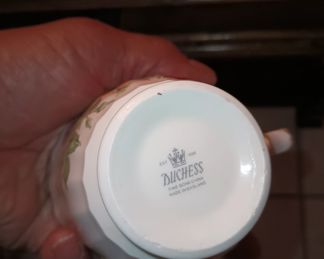 EST 1888
DUCHESS
FINE BONE CHINA
MADE IN ENGLAND